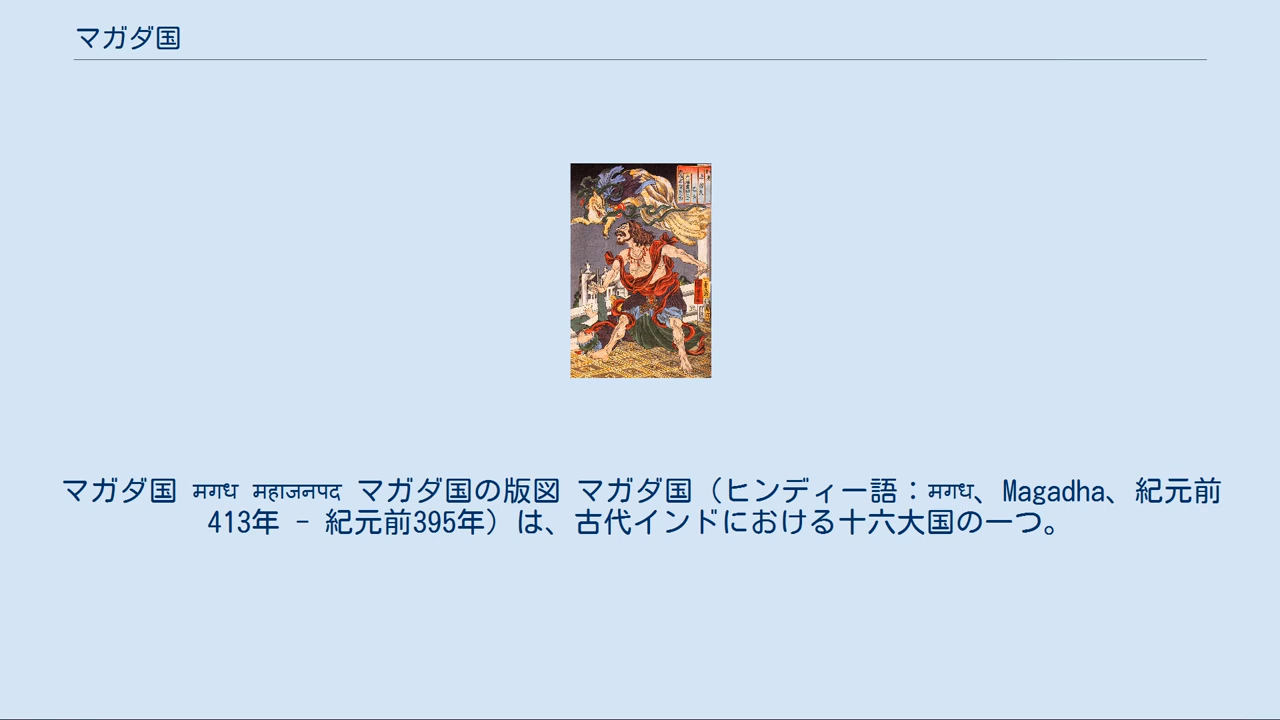 マガダ国
マガダ国 मगध महाजनपद マガダ国の版図 マガダ国（ヒンディー語：मगध、Magadha、紀元前
413年 - 紀元前395年）は、古代インドにおける十六大国の一つ。